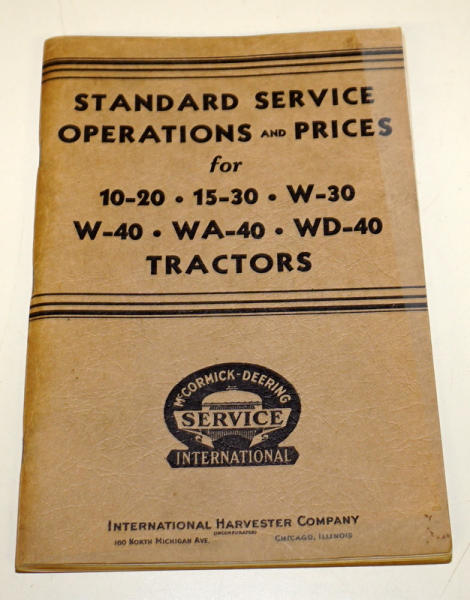 STANDARD SERVICE
OPERATIONS AND PRICES
for
10-20 • 15-30 • W-30
W-40 • WA-40 • WD-40
TRACTORS
McCORMICK-DEERING
SERVICE
INTERNATIONAL
INTERNATIONAL HARVESTER COMPANY
(INCORPORATED)
180 NORTH MICHIGAN AVE. CHICAGO, ILLINOIS